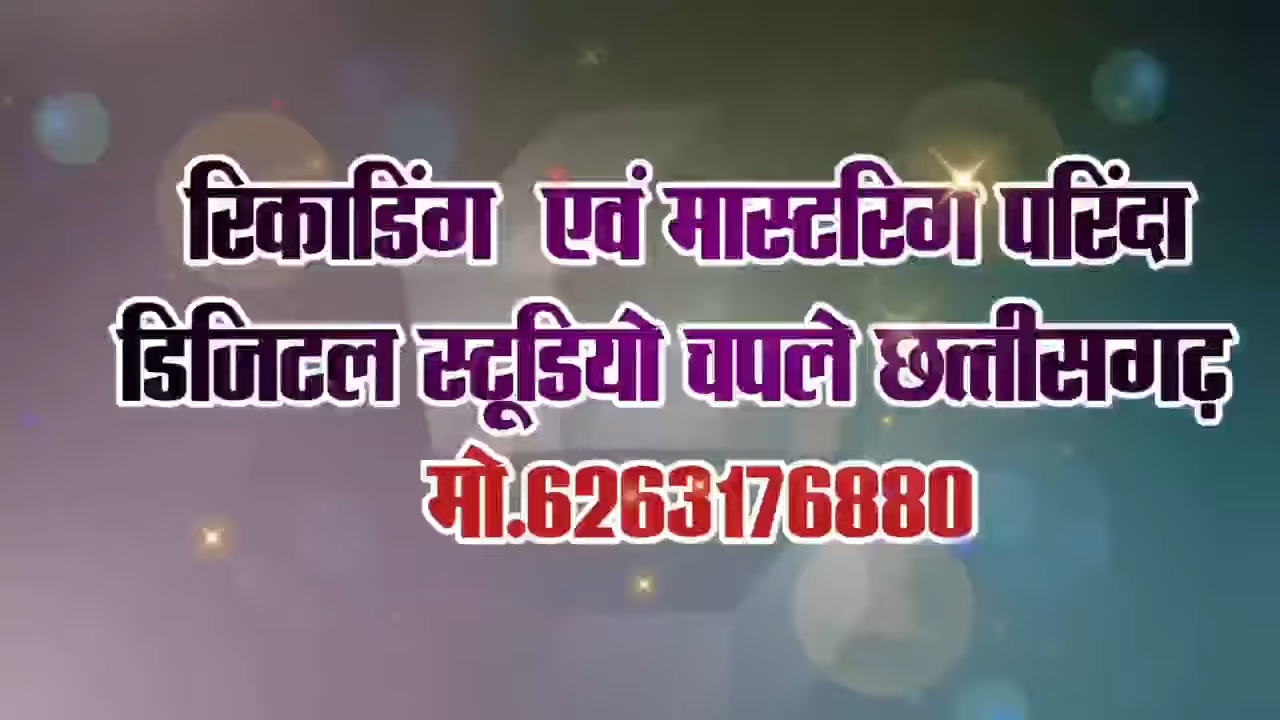 रिकाडिंग एवं मास्टरिग परिंदा
डिजिटल स्टूडियो चपले छत्तीसगढ़
मो.6263176880